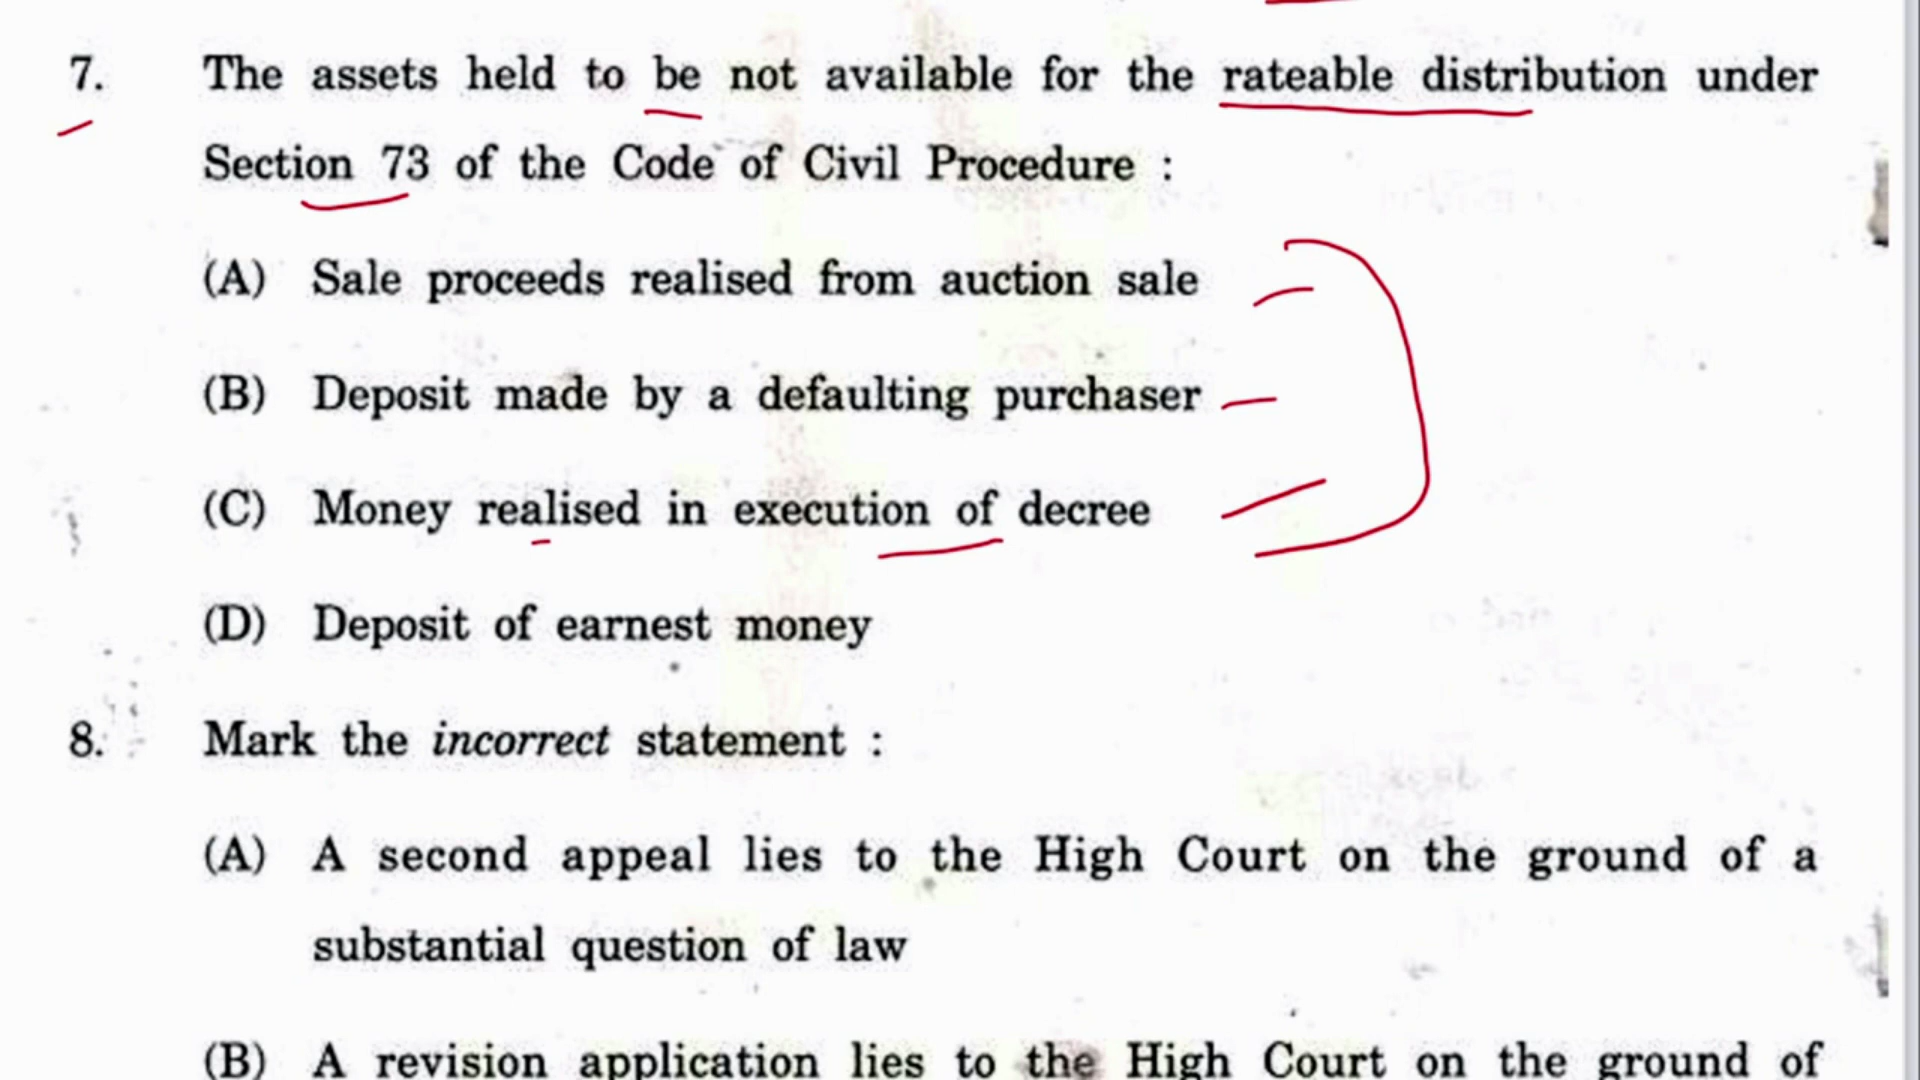 7. The assets held to be not available for the rateable distribution under
Section 73 of the Code of Civil Procedure :
(A) Sale proceeds realised from auction sale
(B) Deposit made by a defaulting purchaser
(C) Money realised in execution of decree
(D) Deposit of earnest money
8. Mark the incorrect statement :
(A) A second appeal lies to the High Court on the ground of a
substantial question of law
(B) A revision application lies to the High Court on the ground of